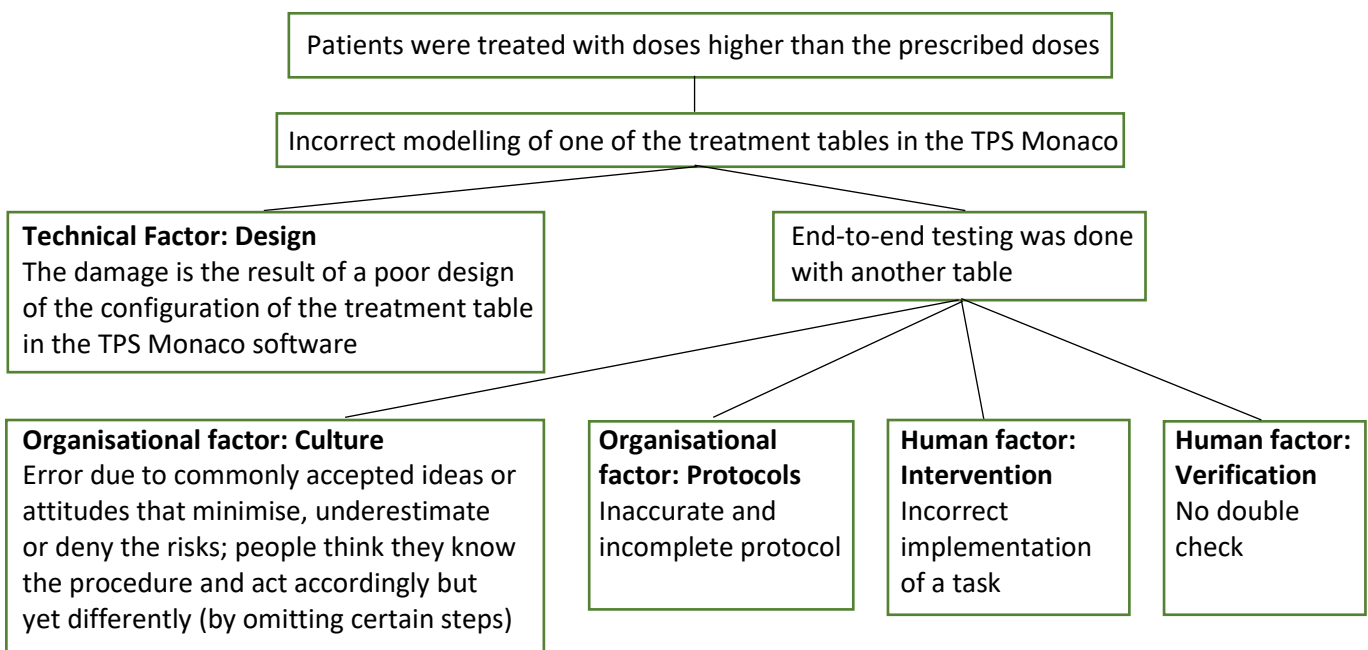 Patients were treated with doses higher than the prescribed doses
Incorrect modelling of one of the treatment tables in the TPS Monaco
Technical Factor: Design
The damage is the result of a poor design
of the configuration of the treatment table
in the TPS Monaco software
End-to-end testing was done
with another table
Organisational factor: Culture
Error due to commonly accepted ideas or
attitudes that minimise, underestimate
or deny the risks; people think they know
the procedure and act accordingly but
yet differently (by omitting certain steps)
Organisational
factor: Protocols
Inaccurate and
incomplete protocol
Human factor:
Intervention
Incorrect
implementation
of a task
Human factor:
Verification
No double
check